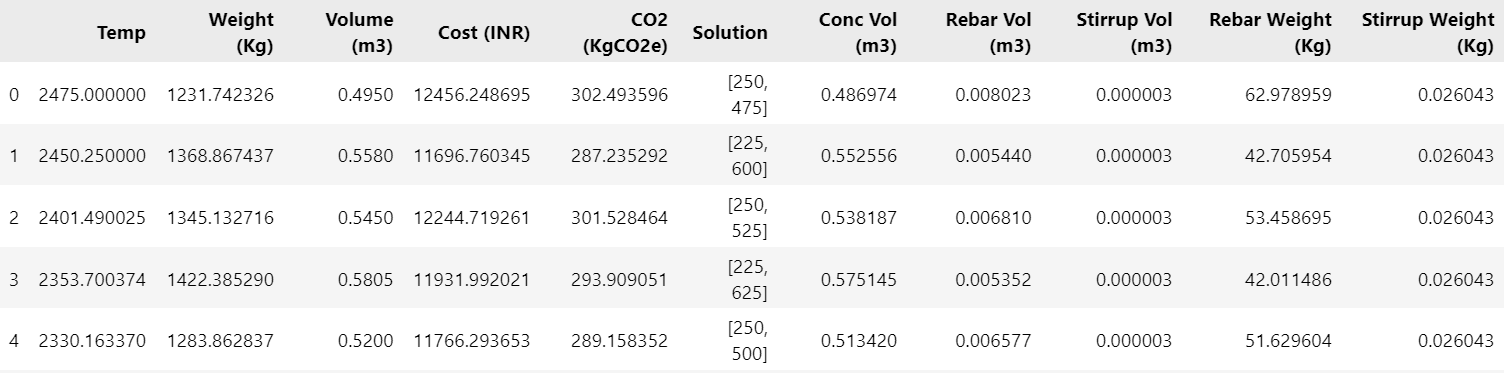 Temp Weight (Kg) Volume (m3) Cost (INR) CO2 (KgCO2e) Solution Conc Vol (m3) Rebar Vol (m3) Stirrup Vol (m3) Rebar Weight (Kg) Stirrup Weight (Kg)
0 2475.000000 1231.742326 0.4950 12456.248695 302.493596 [250, 475] 0.486974 0.008023 0.000003 62.978959 0.026043
1 2450.250000 1368.867437 0.5580 11696.760345 287.235292 [225, 600] 0.552556 0.005440 0.000003 42.705954 0.026043
2 2401.490025 1345.132716 0.5450 12244.719261 301.528464 [250, 525] 0.538187 0.006810 0.000003 53.458695 0.026043
3 2353.700374 1422.385290 0.5805 11931.992021 293.909051 [225, 625] 0.575145 0.005352 0.000003 42.011486 0.026043
4 2330.163370 1283.862837 0.5200 11766.293653 289.158352 [250, 500] 0.513420 0.006577 0.000003 51.629604 0.026043